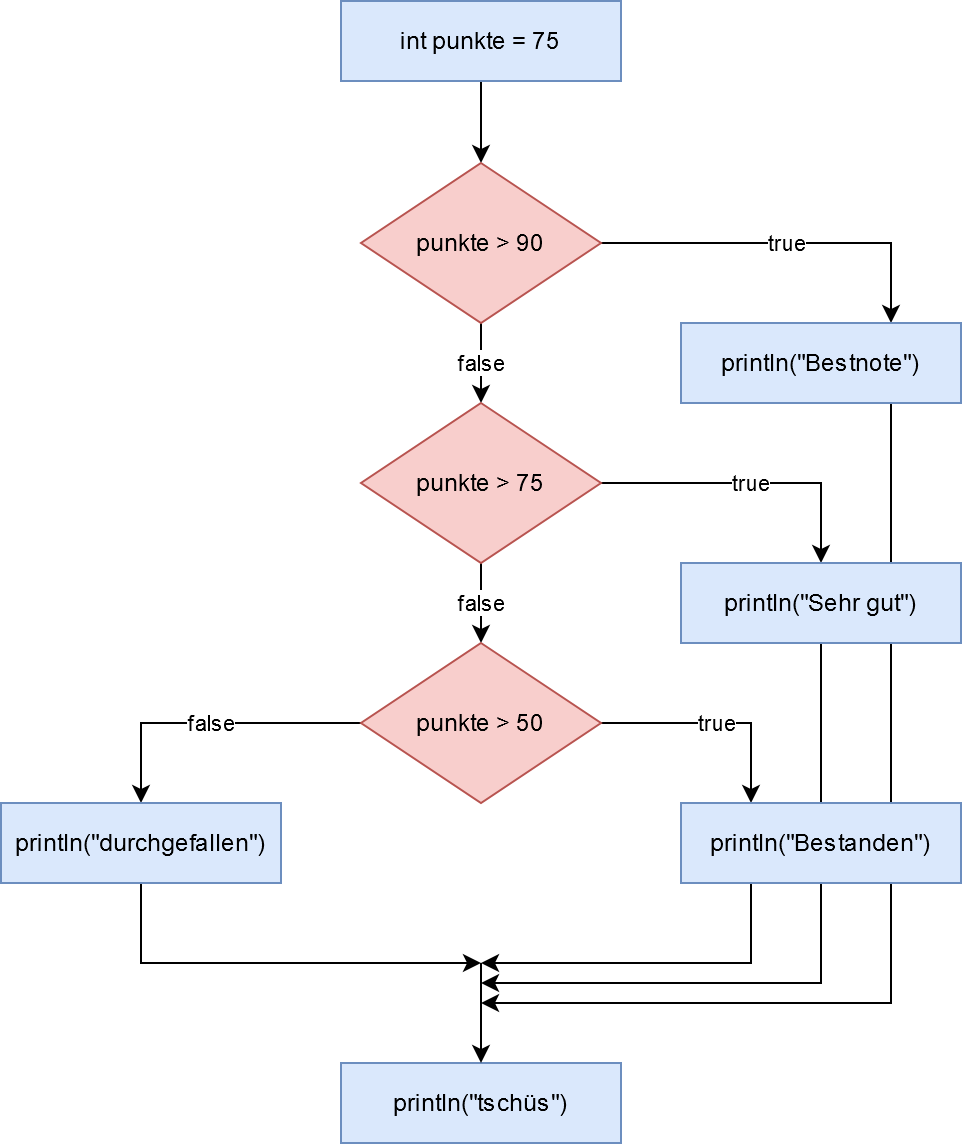 int punkte = 75
punkte > 90
true
println("Bestnote")
false
punkte > 75
true
println("Sehr gut")
false
punkte > 50
false
true
println("durchgefallen")
println("Bestanden")
println("tschüs")